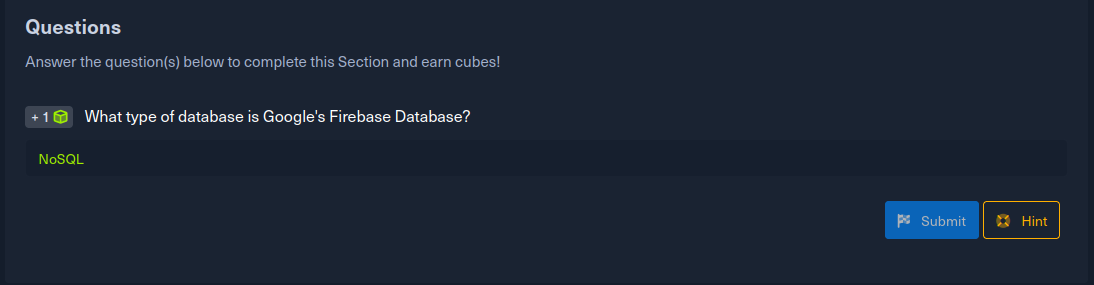 Questions
Answer the question(s) below to complete this Section and earn cubes!
+ 1 What type of database is Google's Firebase Database?
NoSQL
Submit Hint